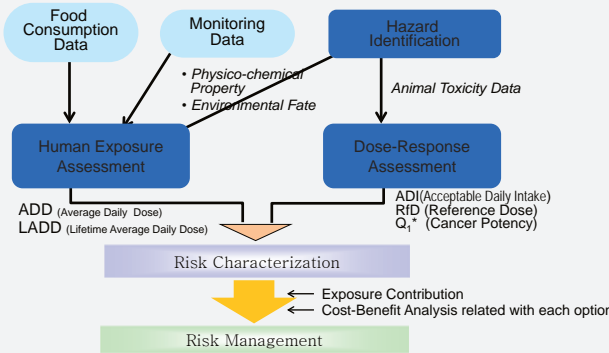 Food
Consumption
Data
Monitoring
Data
Hazard
Identification
• Physico-chemical
Property
• Environmental Fate
Animal Toxicity Data
Human Exposure
Assessment
Dose-Response
Assessment
ADD (Average Daily Dose)
LADD (Lifetime Average Daily Dose)
ADI(Acceptable Daily Intake)
RfD (Reference Dose)
Q₁* (Cancer Potency)
Risk Characterization
Exposure Contribution
Cost-Benefit Analysis related with each option
Risk Management